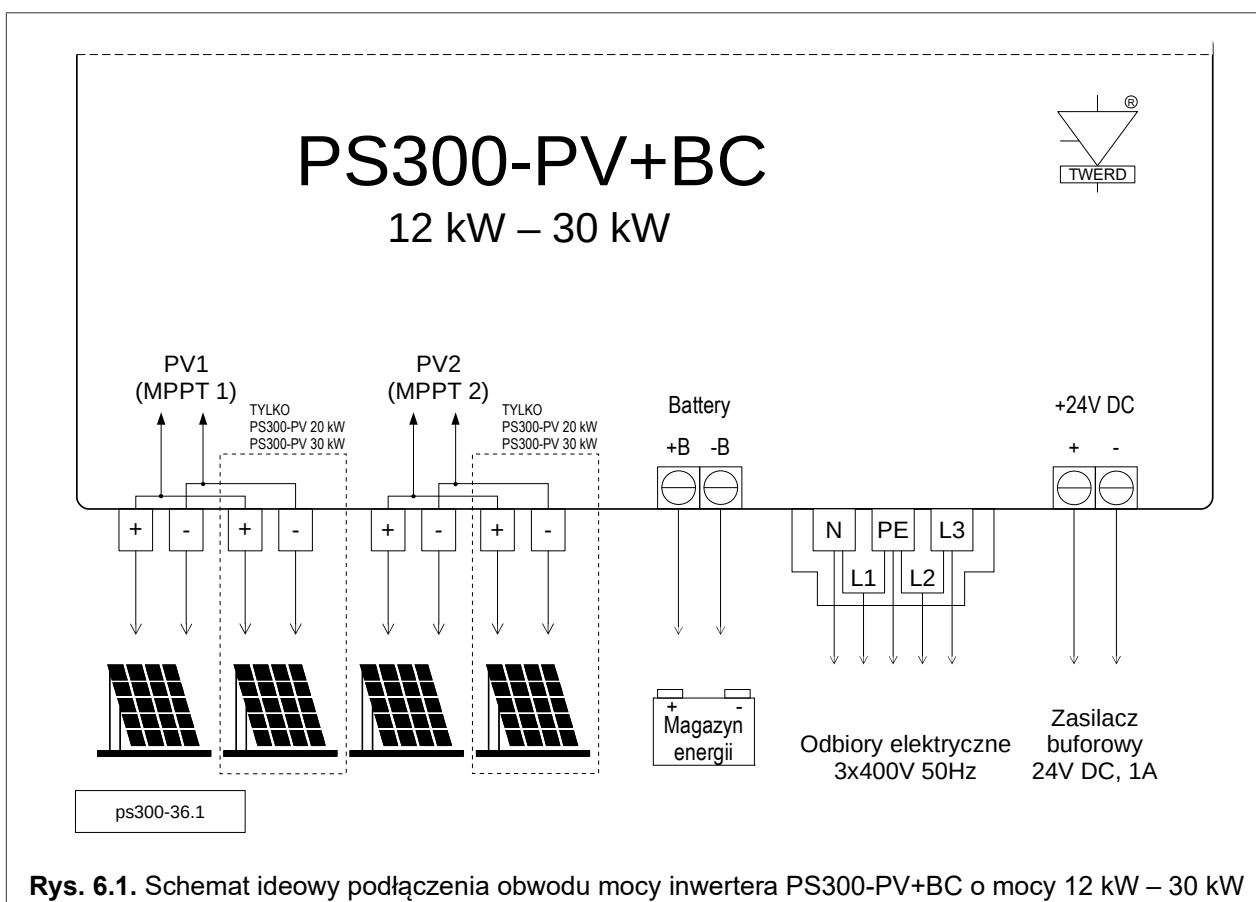 PS300-PV+BC
12 kW – 30 kW
®
TWERD
PV1
(MPPT 1)
TYLKO
PS300-PV 20 kW
PS300-PV 30 kW
PV2
(MPPT 2)
TYLKO
PS300-PV 20 kW
PS300-PV 30 kW
Battery
+B -B
+24V DC
+ -
+ - + - + - + -
N PE L3
L1 L2
+ -
Magazyn
energii
Odbiory elektryczne
3x400V 50Hz
Zasilacz
buforowy
24V DC, 1A
ps300-36.1
Rys. 6.1. Schemat ideowy podłączenia obwodu mocy inwertera PS300-PV+BC o mocy 12 kW – 30 kW